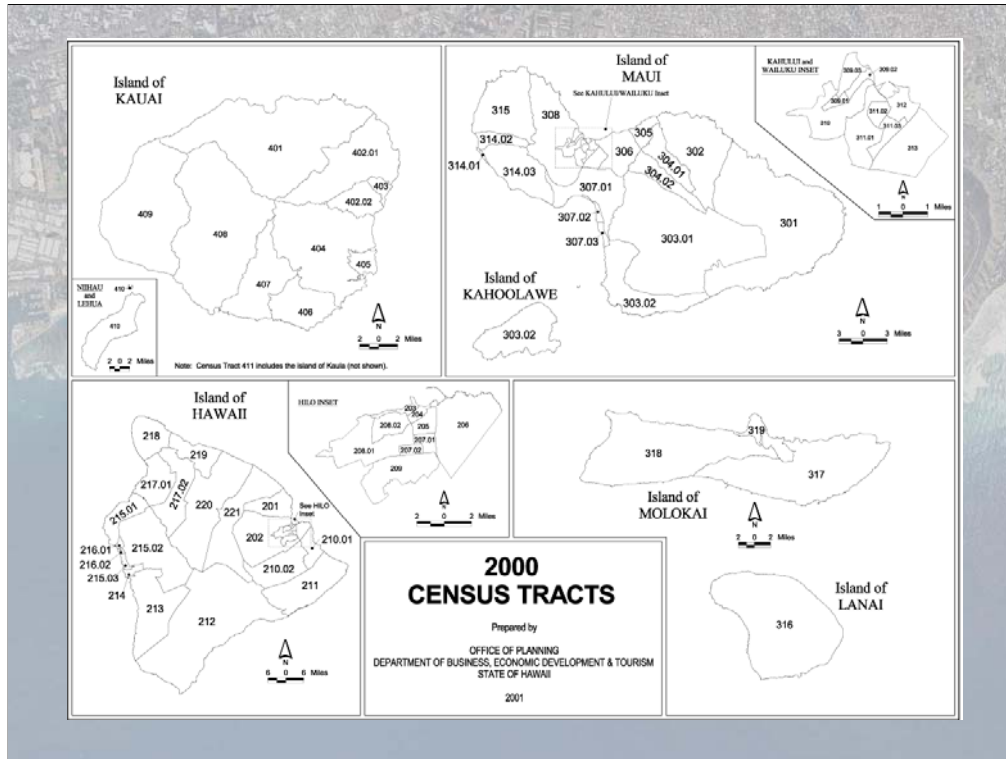 Island of
KAUAI
401
402.01
403
402.02
409
408
404
405
407
406
NIIHAU
and
LEHUA
410
410
2 0 2 Miles
N
2 0 2 Miles
Note: Census Tract 411 includes the island of Kaula (not shown).
Island of
MAUI
See KAHULUI/WAILUKU Inset
315
308
314.02
314.01
314.03
305
306
302
304.01
304.02
307.01
307.02
307.03
303.01
301
303.02
Island of
KAHOOLAWE
303.02
N
3 0 3 Miles
KAHULUI and
WAILUKU INSET
309.03
309.02
309.01
310
311.02
312
311.03
311.01
313
N
1 0 1 Miles
Island of
HAWAII
218
219
217.01
217.02
215.01
220
221
201
See HILO
Inset
202
210.01
216.01
215.02
216.02
215.03
210.02
214
211
213
212
N
6 0 6 Miles
HILO INSET
203
204
208.02
205
206
207.01
208.01
207.02
209
N
2 0 2 Miles
2000
CENSUS TRACTS
Prepared by
OFFICE OF PLANNING
DEPARTMENT OF BUSINESS, ECONOMIC DEVELOPMENT & TOURISM
STATE OF HAWAII
2001
319
318
317
Island of
MOLOKAI
N
2 0 2 Miles
Island of
LANAI
316